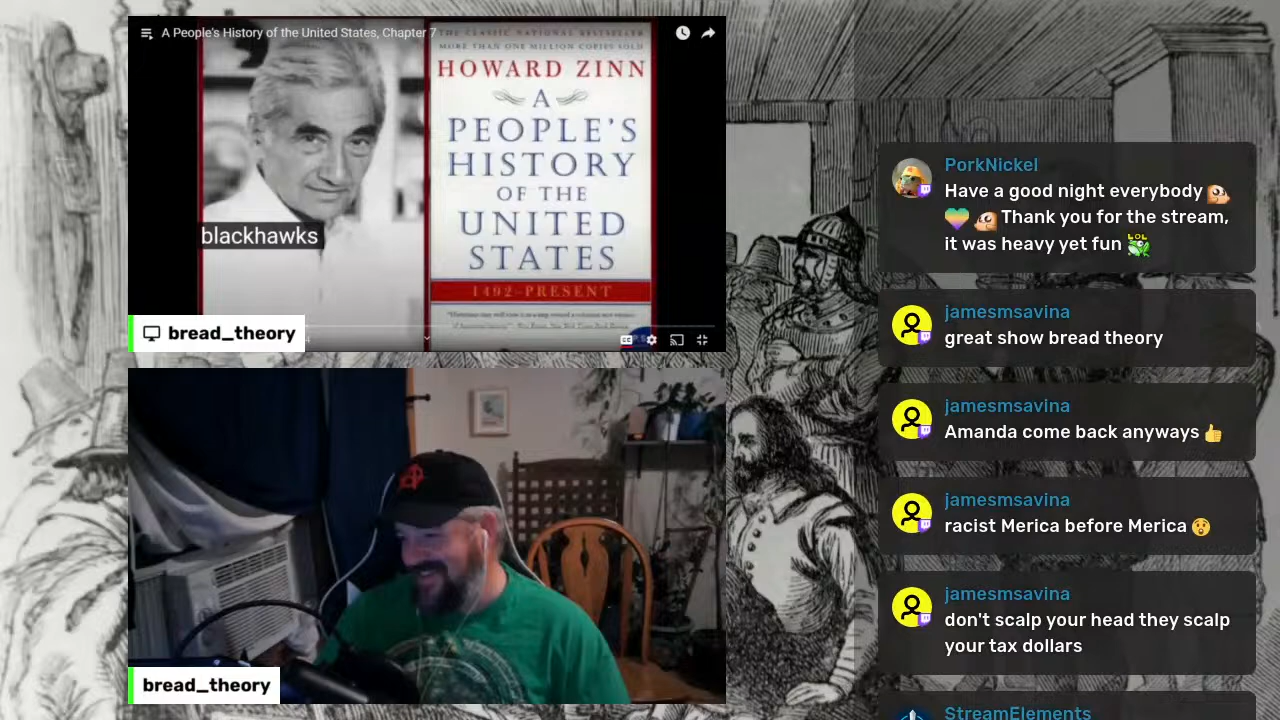 A People's History of the United States, Chapter 7
THE CLASSIC NATIONAL BESTSELLER
MORE THAN ONE MILLION COPIES SOLD
HOWARD ZINN
A
PEOPLE'S
HISTORY
OF THE
UNITED
STATES
1492–PRESENT
blackhawks
bread_theory
bread_theory
PorkNickel
Have a good night everybody
Thank you for the stream,
it was heavy yet fun
jamesmsavina
great show bread theory
jamesmsavina
Amanda come back anyways
jamesmsavina
racist Merica before Merica
jamesmsavina
don't scalp your head they scalp
your tax dollars
StreamElements